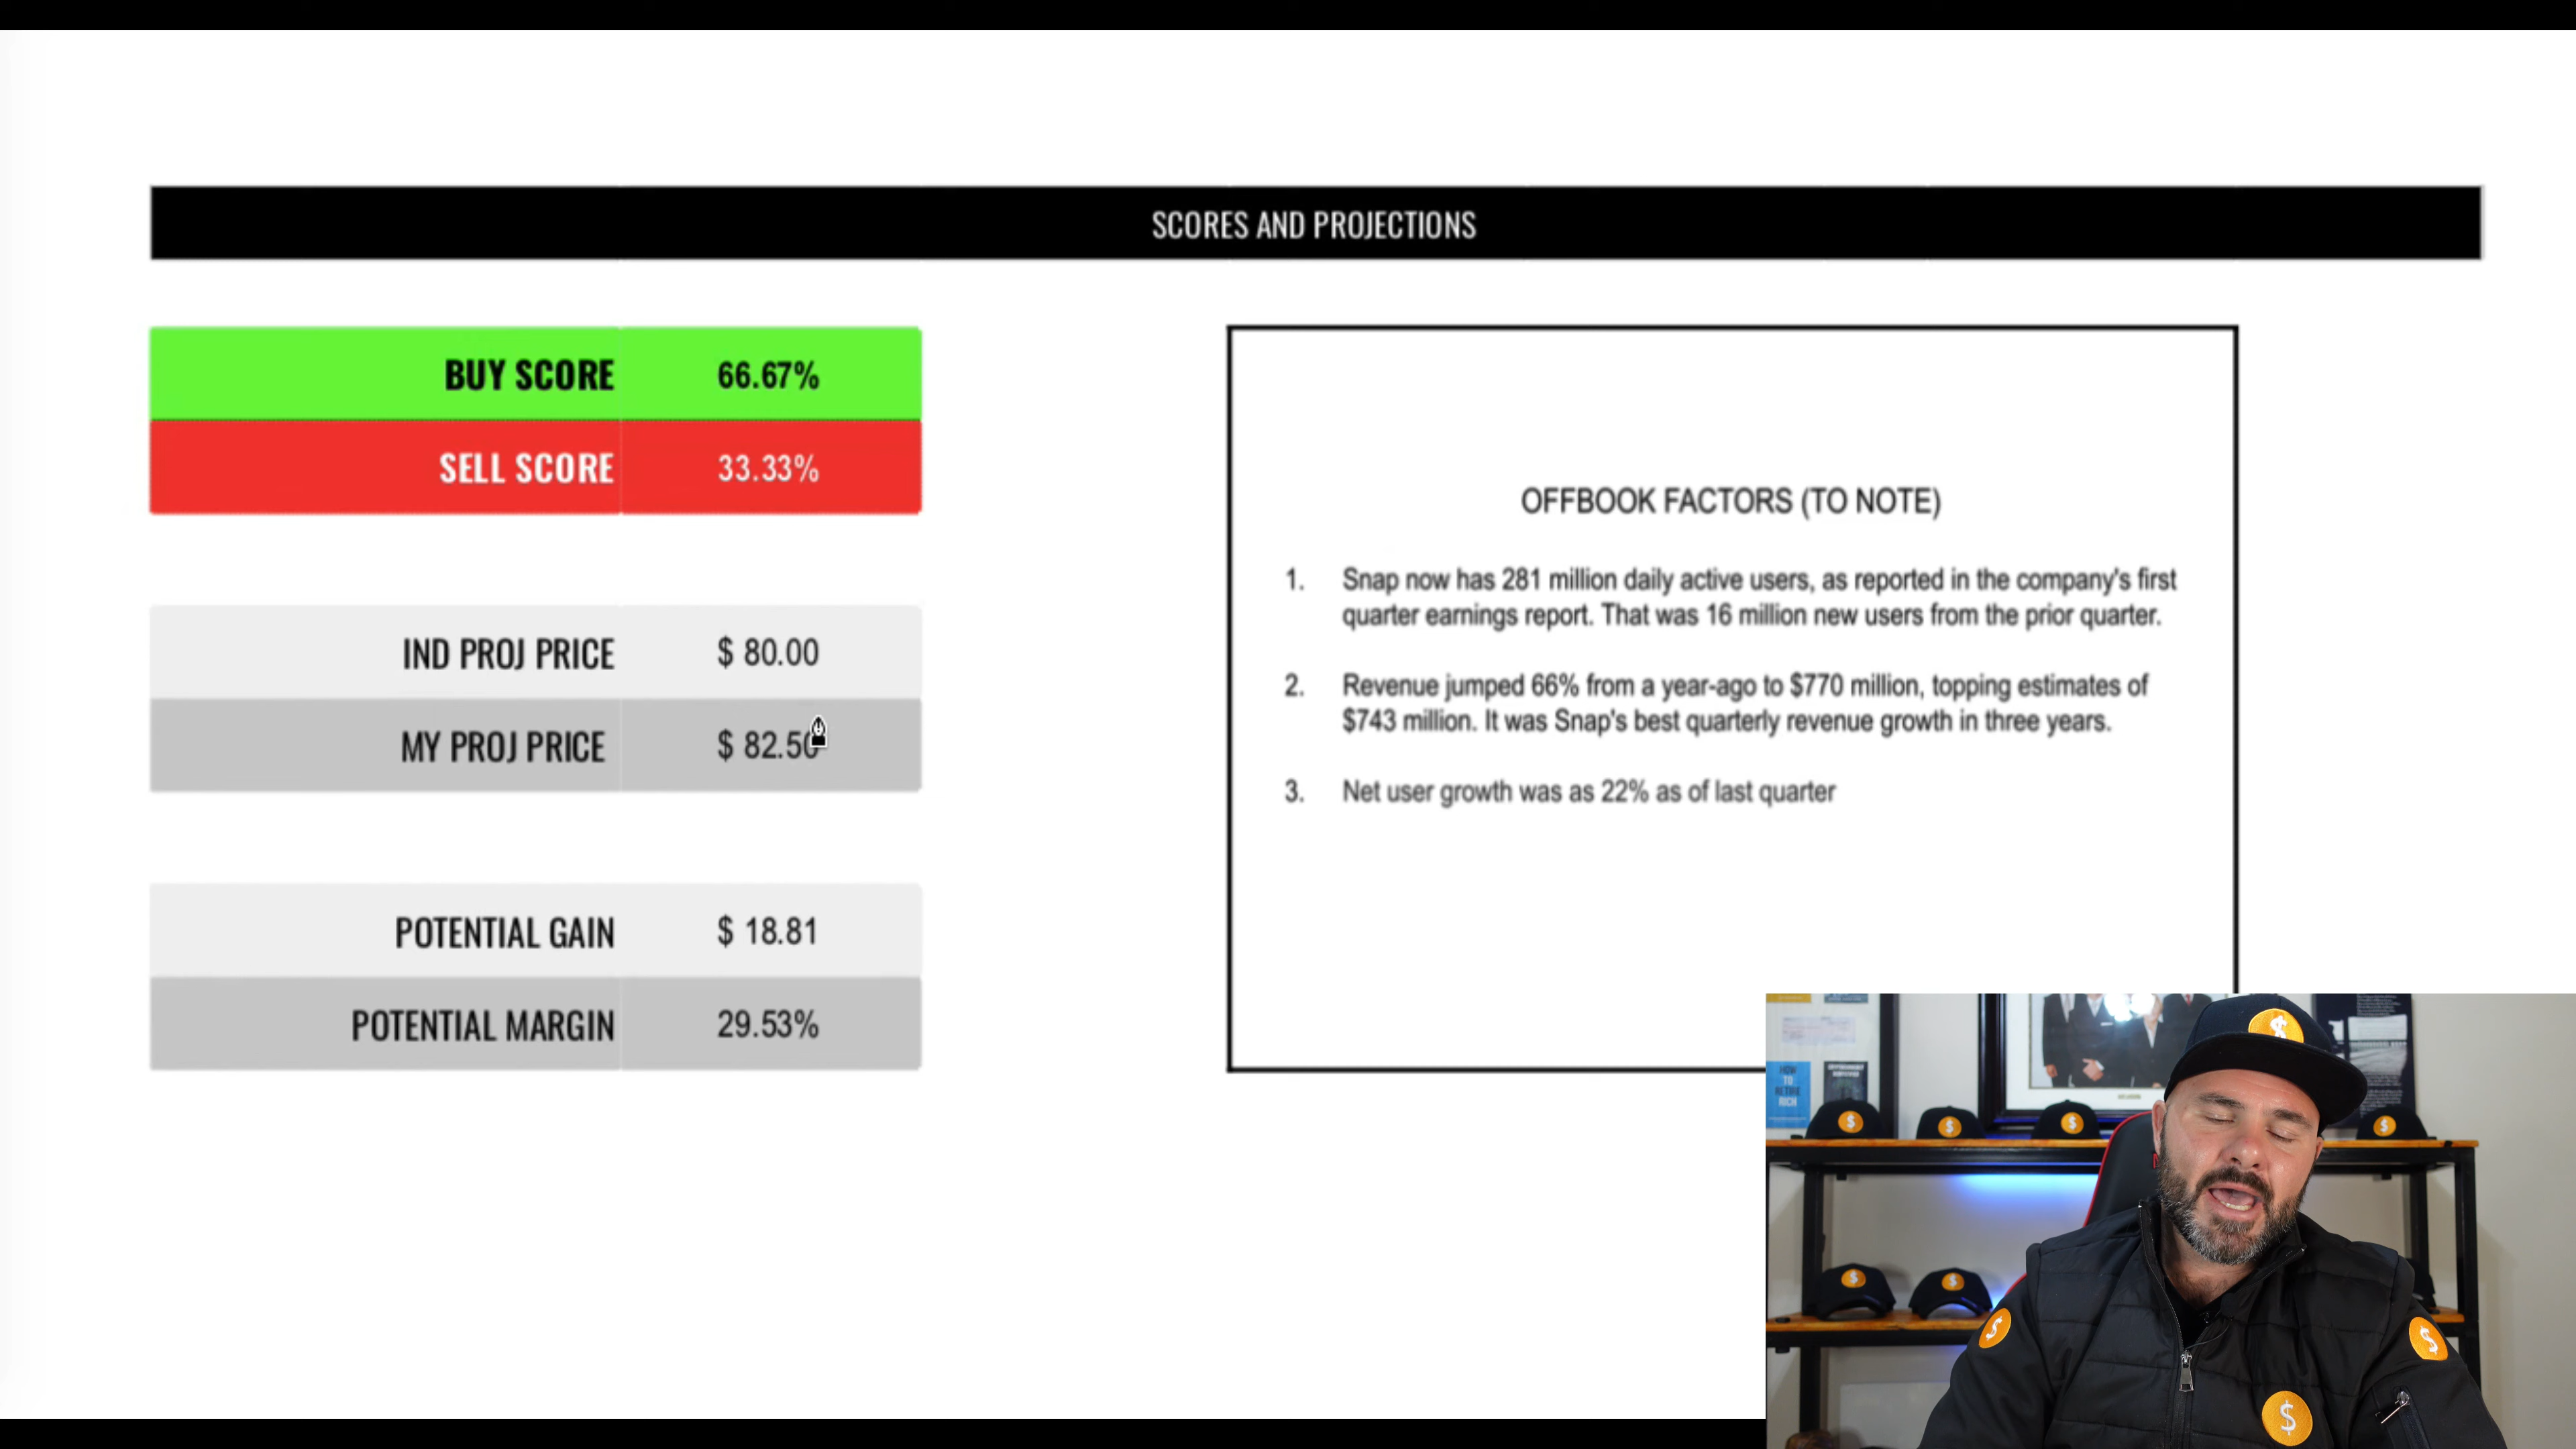 SCORES AND PROJECTIONS
BUY SCORE 66.67%
SELL SCORE 33.33%
IND PROJ PRICE $ 80.00
MY PROJ PRICE $ 82.50
POTENTIAL GAIN $ 18.81
POTENTIAL MARGIN 29.53%
OFFBOOK FACTORS (TO NOTE)
1. Snap now has 281 million daily active users, as reported in the company's first
quarter earnings report. That was 16 million new users from the prior quarter.
2. Revenue jumped 66% from a year-ago to $770 million, topping estimates of
$743 million. It was Snap's best quarterly revenue growth in three years.
3. Net user growth was as 22% as of last quarter
HOW
TO
RETIRE
RICH
$
$
$
$
$
$
$
$
$
$